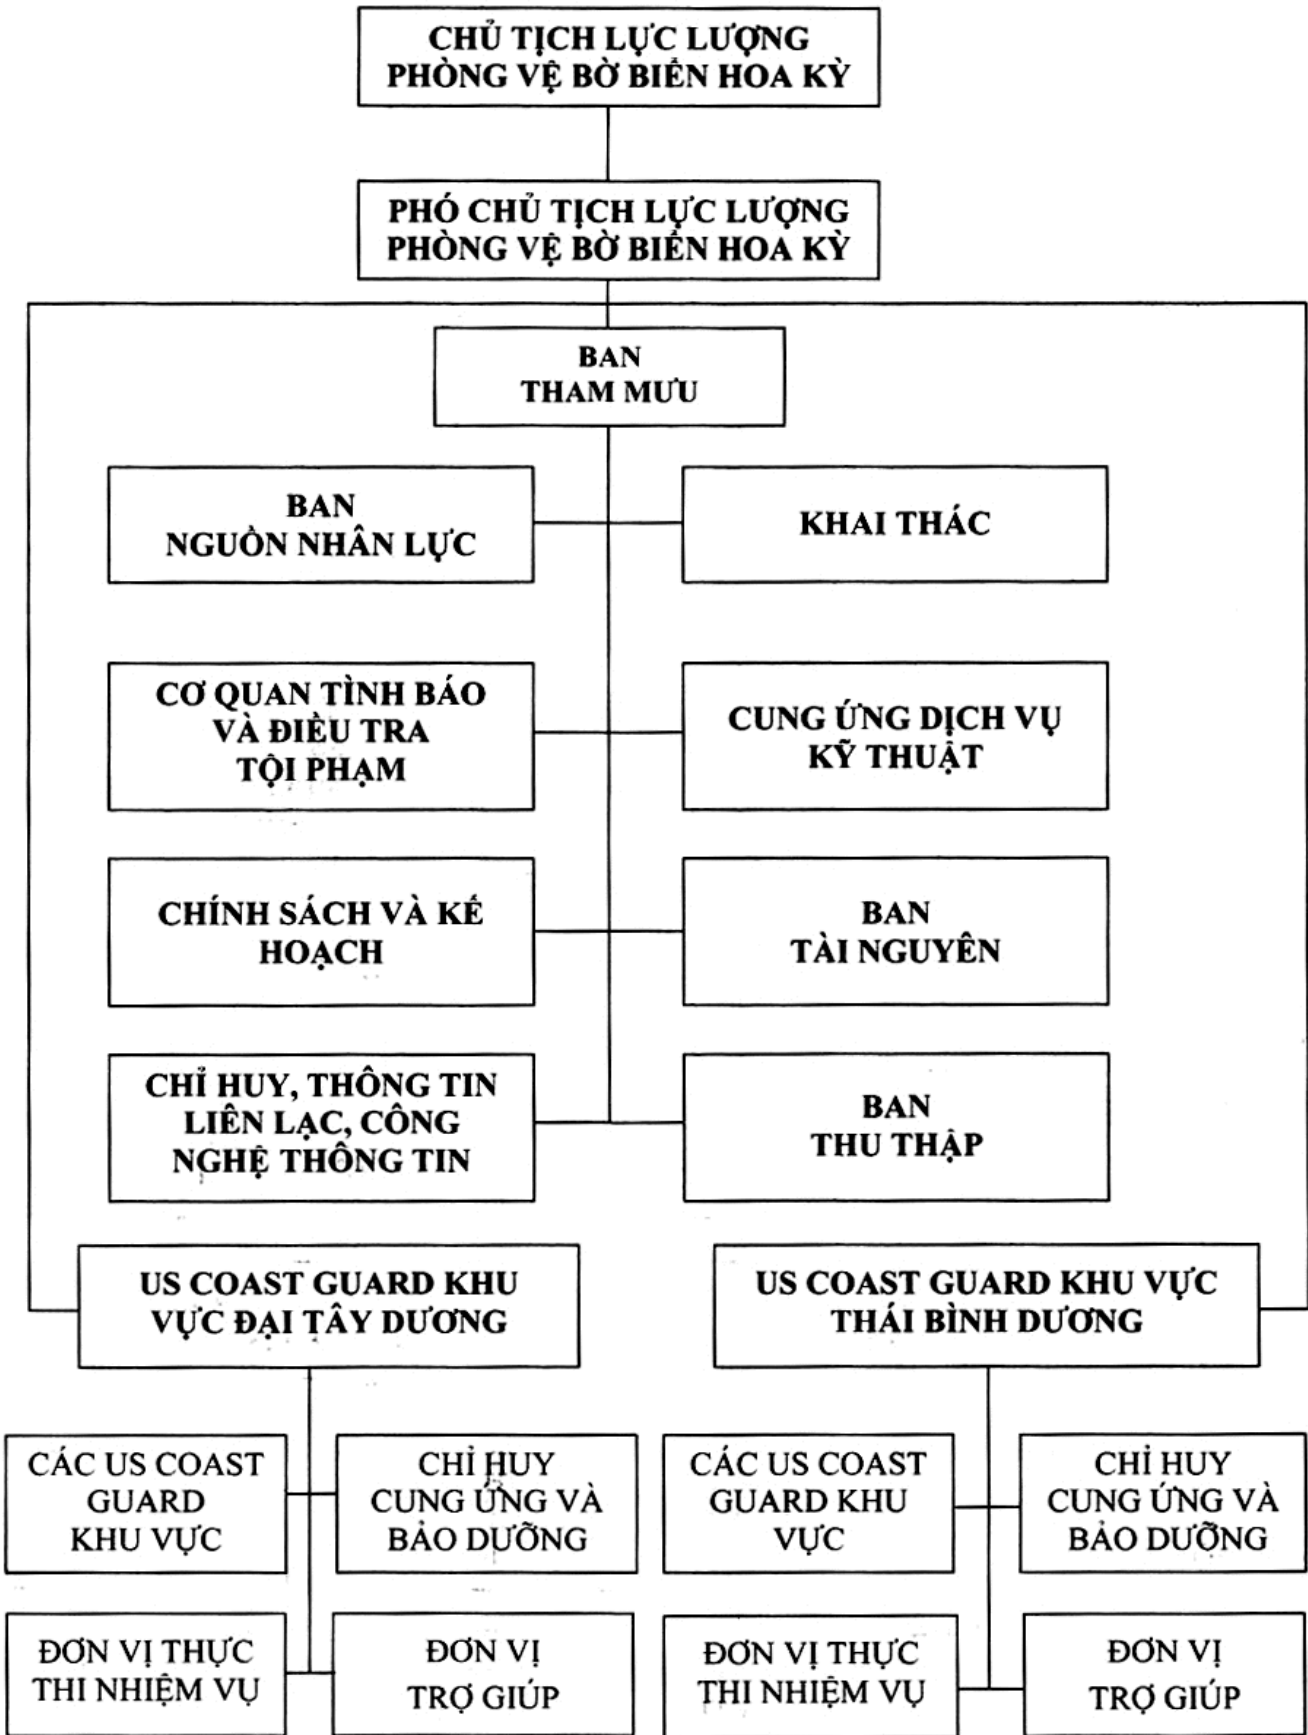 CHỦ TỊCH LỰC LƯỢNG
PHÒNG VỆ BỜ BIỂN HOA KỲ
PHÓ CHỦ TỊCH LỰC LƯỢNG
PHÒNG VỆ BỜ BIỂN HOA KỲ
BAN
THAM MƯU
BAN
NGUỒN NHÂN LỰC
KHAI THÁC
CƠ QUAN TÌNH BÁO
VÀ ĐIỀU TRA
TỘI PHẠM
CUNG ỨNG DỊCH VỤ
KỸ THUẬT
CHÍNH SÁCH VÀ KẾ
HOẠCH
BAN
TÀI NGUYÊN
CHỈ HUY, THÔNG TIN
LIÊN LẠC, CÔNG
NGHỆ THÔNG TIN
BAN
THU THẬP
US COAST GUARD KHU
VỰC ĐẠI TÂY DƯƠNG
US COAST GUARD KHU VỰC
THÁI BÌNH DƯƠNG
CÁC US COAST
GUARD
KHU VỰC
CHỈ HUY
CUNG ỨNG VÀ
BẢO DƯỠNG
CÁC US COAST
GUARD KHU
VỰC
CHỈ HUY
CUNG ỨNG VÀ
BẢO DƯỠNG
ĐƠN VỊ THỰC
THI NHIỆM VỤ
ĐƠN VỊ
TRỢ GIÚP
ĐƠN VỊ THỰC
THI NHIỆM VỤ
ĐƠN VỊ
TRỢ GIÚP